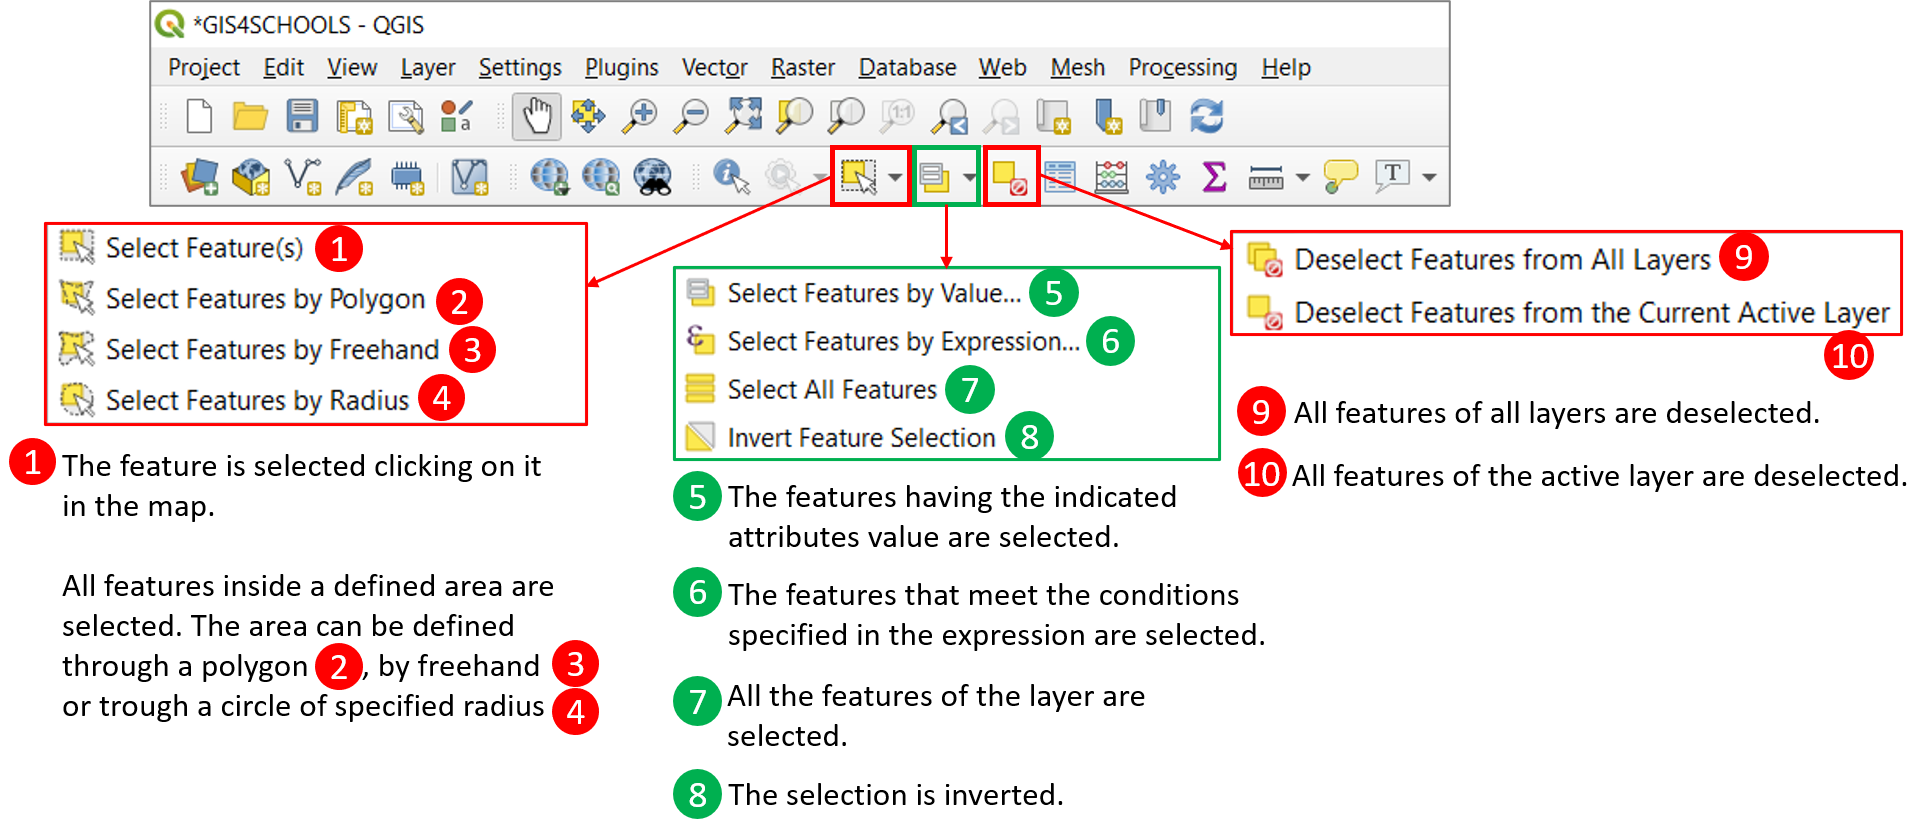 *GIS4SCHOOLS - QGIS
Project Edit View Layer Settings Plugins Vector Raster Database Web Mesh Processing Help
a
1:1
Σ
T
Select Feature(s) 1
Select Features by Polygon 2
Select Features by Freehand 3
Select Features by Radius 4
1 The feature is selected clicking on it
in the map.
All features inside a defined area are
selected. The area can be defined
through a polygon 2, by freehand 3
or trough a circle of specified radius 4
Select Features by Value... 5
ε Select Features by Expression... 6
Select All Features 7
Invert Feature Selection 8
5 The features having the indicated
attributes value are selected.
6 The features that meet the conditions
specified in the expression are selected.
7 All the features of the layer are
selected.
8 The selection is inverted.
Deselect Features from All Layers 9
Deselect Features from the Current Active Layer
10
9 All features of all layers are deselected.
10 All features of the active layer are deselected.